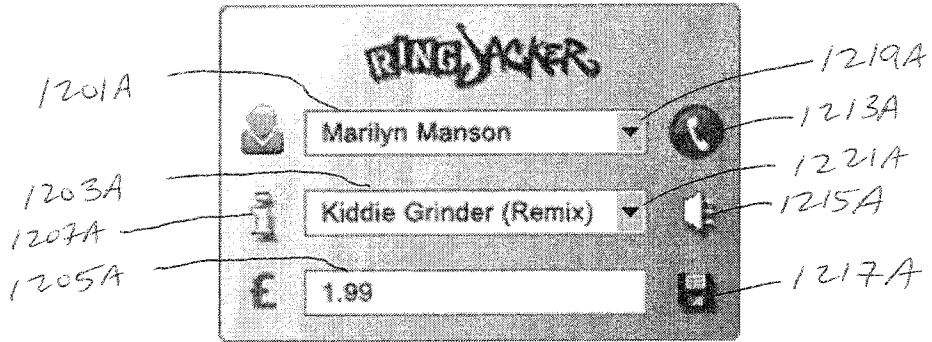 RINGJACKER
1201A
1219A
Marilyn Manson
1213A
1203A
1221A
Kiddie Grinder (Remix)
1207A
1215A
1205A
£ 1.99
1217A